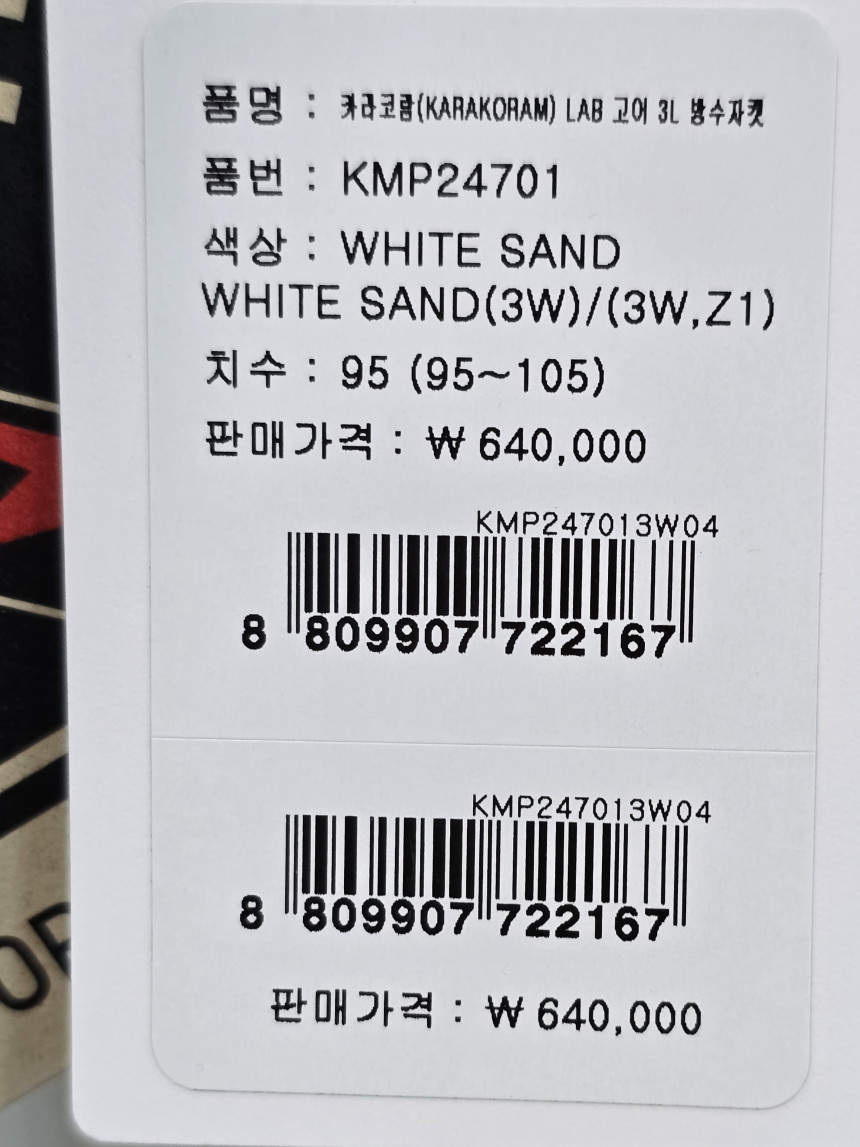 품명 : 카라코람(KARAKORAM) LAB 고어 3L 방수자켓
품번 : KMP24701
색상 : WHITE SAND
WHITE SAND(3W)/(3W,Z1)
치수 : 95 (95~105)
판매가격 : ₩ 640,000
KMP247013W04
8 809907 722167
KMP247013W04
8 809907 722167
판매가격 : ₩ 640,000